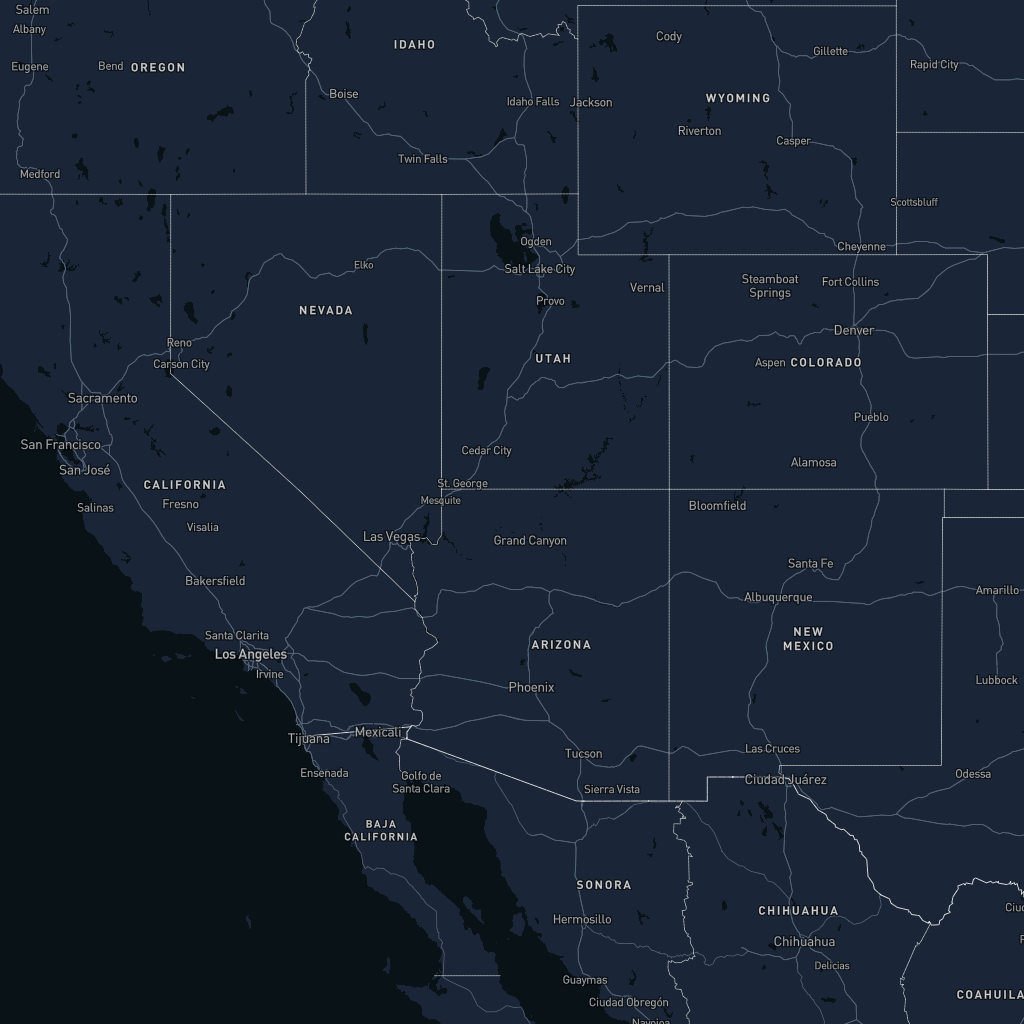 Salem
Albany
Eugene
Bend
OREGON
Medford
IDAHO
Boise
Idaho Falls
Twin Falls
Jackson
Cody
Gillette
Rapid City
WYOMING
Riverton
Casper
Scottsbluff
Cheyenne
Ogden
Salt Lake City
Provo
Elko
NEVADA
Reno
Carson City
Vernal
Steamboat
Springs
Fort Collins
Denver
UTAH
Aspen
COLORADO
Sacramento
Pueblo
San Francisco
San José
Cedar City
Alamosa
CALIFORNIA
St. George
Mesquite
Fresno
Salinas
Visalia
Bloomfield
Las Vegas
Grand Canyon
Bakersfield
Santa Fe
Albuquerque
Amarillo
Santa Clarita
Los Angeles
Irvine
ARIZONA
NEW
MEXICO
Phoenix
Lubbock
Tijuana
Mexicali
Tucson
Las Cruces
Ensenada
Golfo de
Santa Clara
Sierra Vista
Ciudad Juárez
Odessa
BAJA
CALIFORNIA
SONORA
CHIHUAHUA
Hermosillo
Chihuahua
Delicias
Guaymas
Ciudad Obregón
COAHUILA
Navojoa